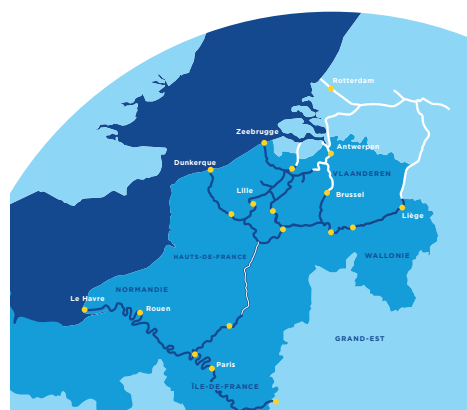 Rotterdam
Zeebrugge
Antwerpen
Dunkerque
VLAANDEREN
Lille
Brussel
Liège
HAUTS-DE-FRANCE
WALLONIE
NORMANDIE
Le Havre
Rouen
GRAND-EST
Paris
ÎLE-DE-FRANCE